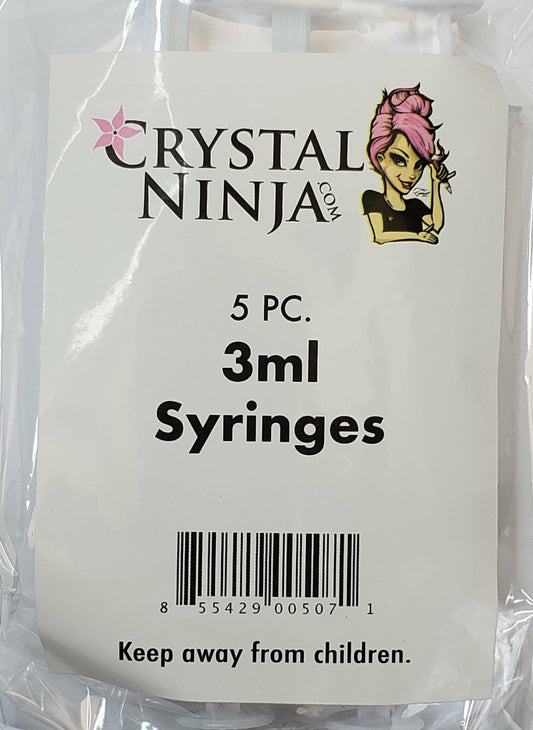 CRYSTAL
NINJA.COM
5 PC.
3ml
Syringes
8 55429 00507 1
Keep away from children.